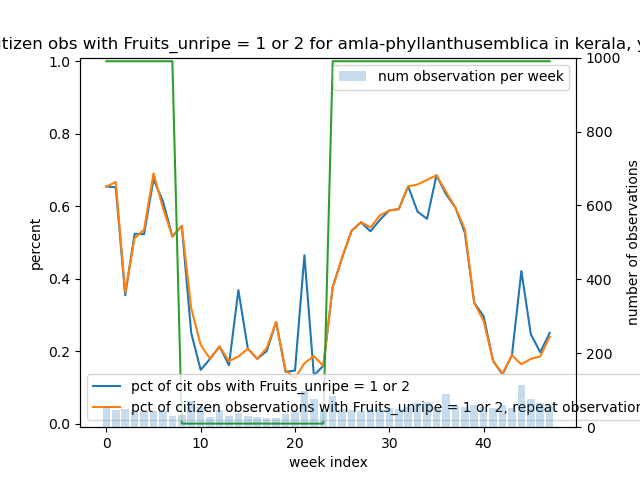 itizen obs with Fruits_unripe = 1 or 2 for amla-phyllanthusemblica in kerala, y
1.0
0.8
0.6
0.4
0.2
0.0
percent
0
10
20
30
40
week index
1000
800
600
400
200
0
number of observations
num observation per week
pct of cit obs with Fruits_unripe = 1 or 2
pct of citizen observations with Fruits_unripe = 1 or 2, repeat observation